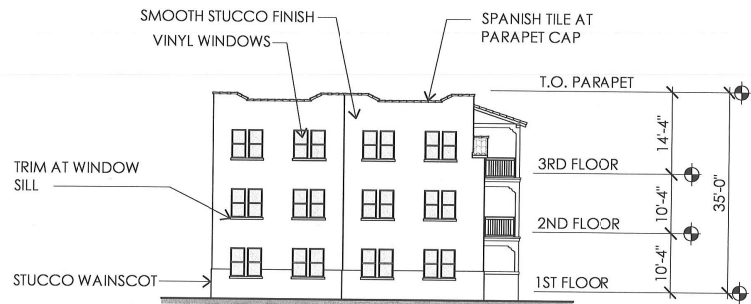 SMOOTH STUCCO FINISH
VINYL WINDOWS
SPANISH TILE AT
PARAPET CAP
T.O. PARAPET
14'-4"
TRIM AT WINDOW
SILL
3RD FLOOR
10'-4"
35'-0"
2ND FLOOR
10'-4"
STUCCO WAINSCOT
1ST FLOOR